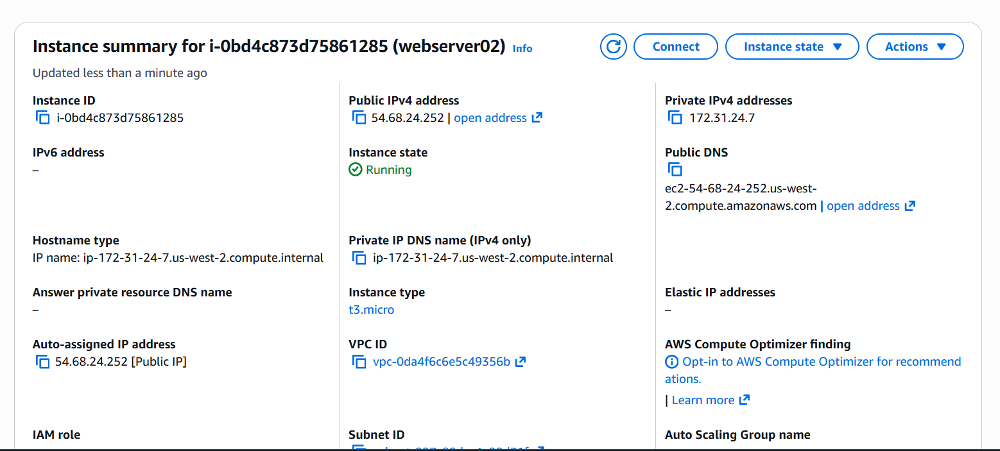 Instance summary for i-0bd4c873d75861285 (webserver02) Info
Connect
Instance state
Actions
Updated less than a minute ago
Instance ID
i-0bd4c873d75861285
Public IPv4 address
54.68.24.252 | open address
Private IPv4 addresses
172.31.24.7
IPv6 address
–
Instance state
Running
Public DNS
ec2-54-68-24-252.us-west-
2.compute.amazonaws.com | open address
Hostname type
IP name: ip-172-31-24-7.us-west-2.compute.internal
Private IP DNS name (IPv4 only)
ip-172-31-24-7.us-west-2.compute.internal
Answer private resource DNS name
–
Instance type
t3.micro
Elastic IP addresses
–
Auto-assigned IP address
54.68.24.252 [Public IP]
VPC ID
vpc-0da4f6c6e5c49356b
AWS Compute Optimizer finding
Opt-in to AWS Compute Optimizer for recommend
ations.
| Learn more
IAM role
Subnet ID
Auto Scaling Group name